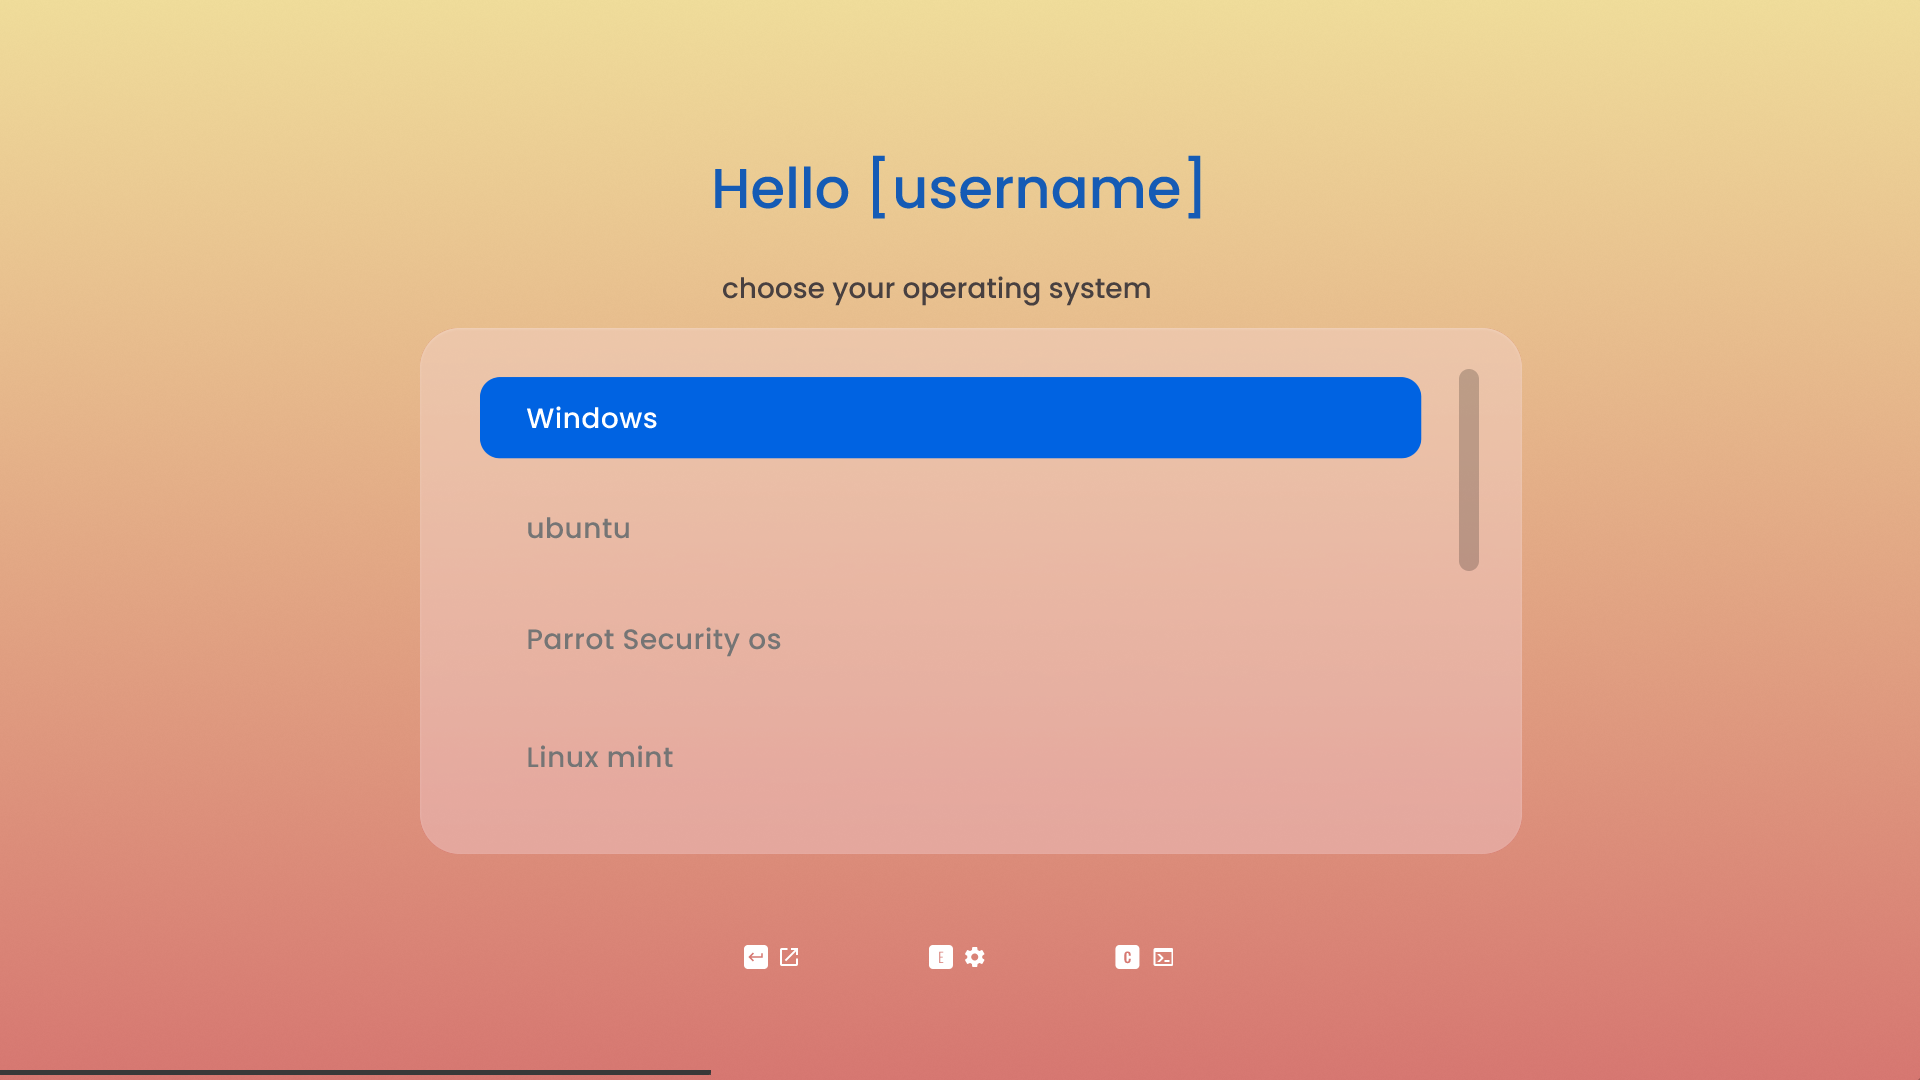 Hello [username]
choose your operating system
Windows
ubuntu
Parrot Security os
Linux mint
E
C